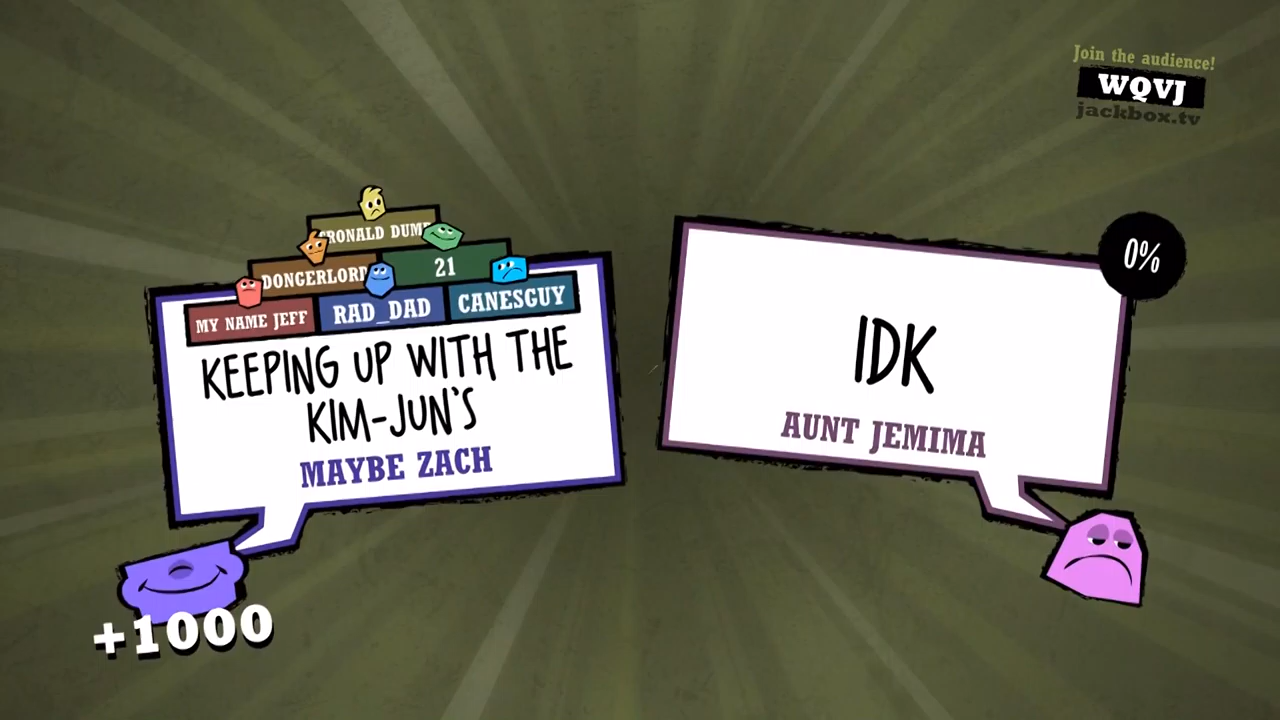 Join the audience!
WQVJ
jackbox.tv
DONGERLORD
21
MY NAME JEFF
RAD_DAD
CANESGUY
KEEPING UP WITH THE
KIM-JUN'S
MAYBE ZACH
+1000
0%
IDK
AUNT JEMIMA